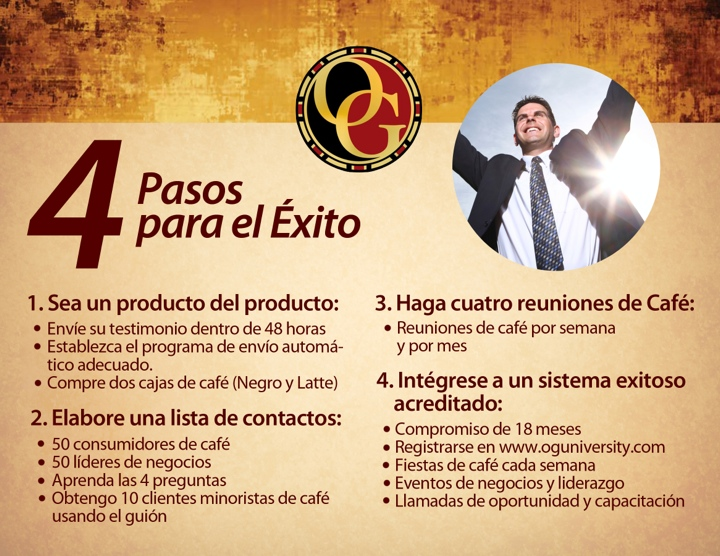 OG
4 Pasos
para el Éxito
1. Sea un producto del producto:
• Envíe su testimonio dentro de 48 horas
• Establezca el programa de envío automá-
tico adecuado.
• Compre dos cajas de café (Negro y Latte)
2. Elabore una lista de contactos:
• 50 consumidores de café
• 50 líderes de negocios
• Aprenda las 4 preguntas
• Obtengo 10 clientes minoristas de café
usando el guión
3. Haga cuatro reuniones de Café:
• Reuniones de café por semana
y por mes
4. Intégrese a un sistema exitoso
acreditado:
• Compromiso de 18 meses
• Registrarse en www.oguniversity.com
• Fiestas de café cada semana
• Eventos de negocios y liderazgo
• Llamadas de oportunidad y capacitación